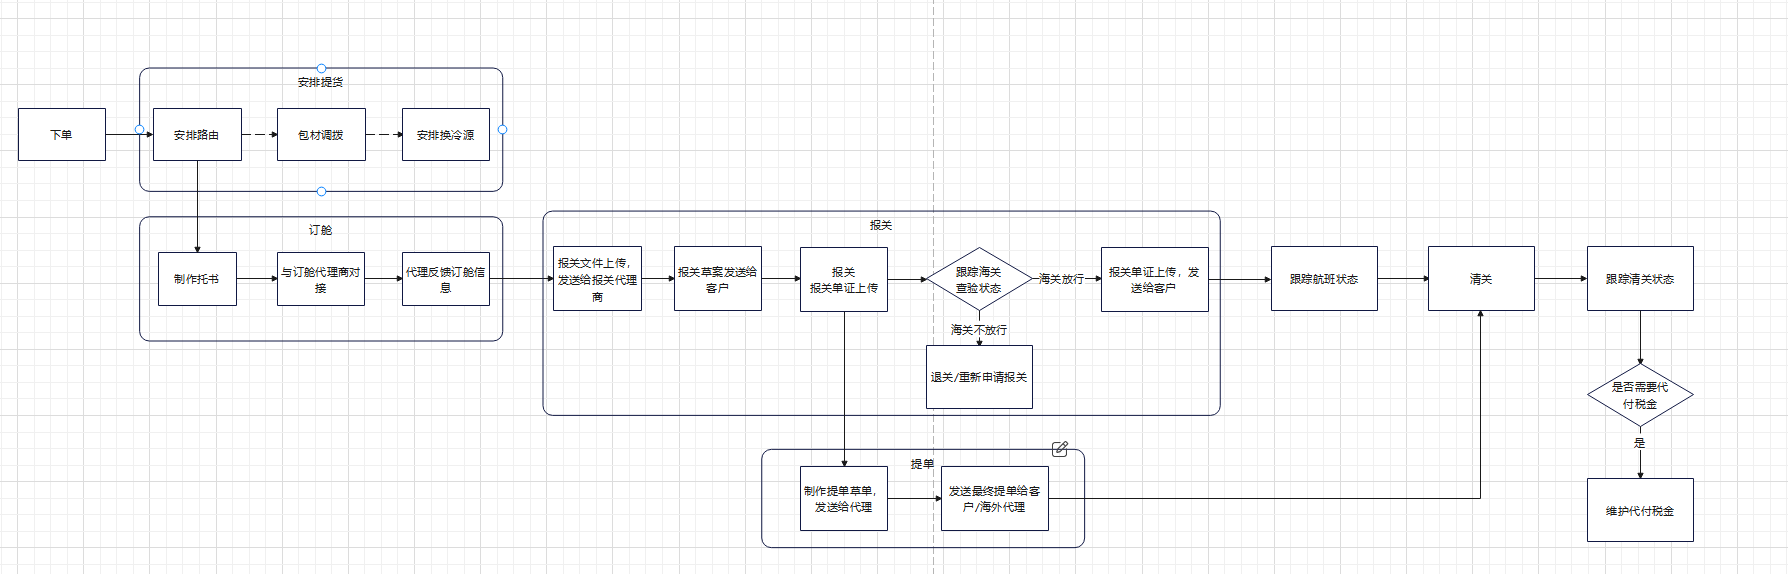 安排提货
下单
安排路由
包材调拨
安排换冷源
订舱
制作托书
与订舱代理商对
接
代理反馈订舱信
息
报关
报关文件上传，
发送给报关代理
商
报关草案发送给
客户
报关
报关单证上传
跟踪海关
查验状态
海关放行
报关单证上传，发
送给客户
海关不放行
退关/重新申请报关
跟踪航班状态
清关
跟踪清关状态
是否需要代
付税金
是
维护代付税金
提单
制作提单草单，
发送给代理
发送最终提单给客
户/海外代理